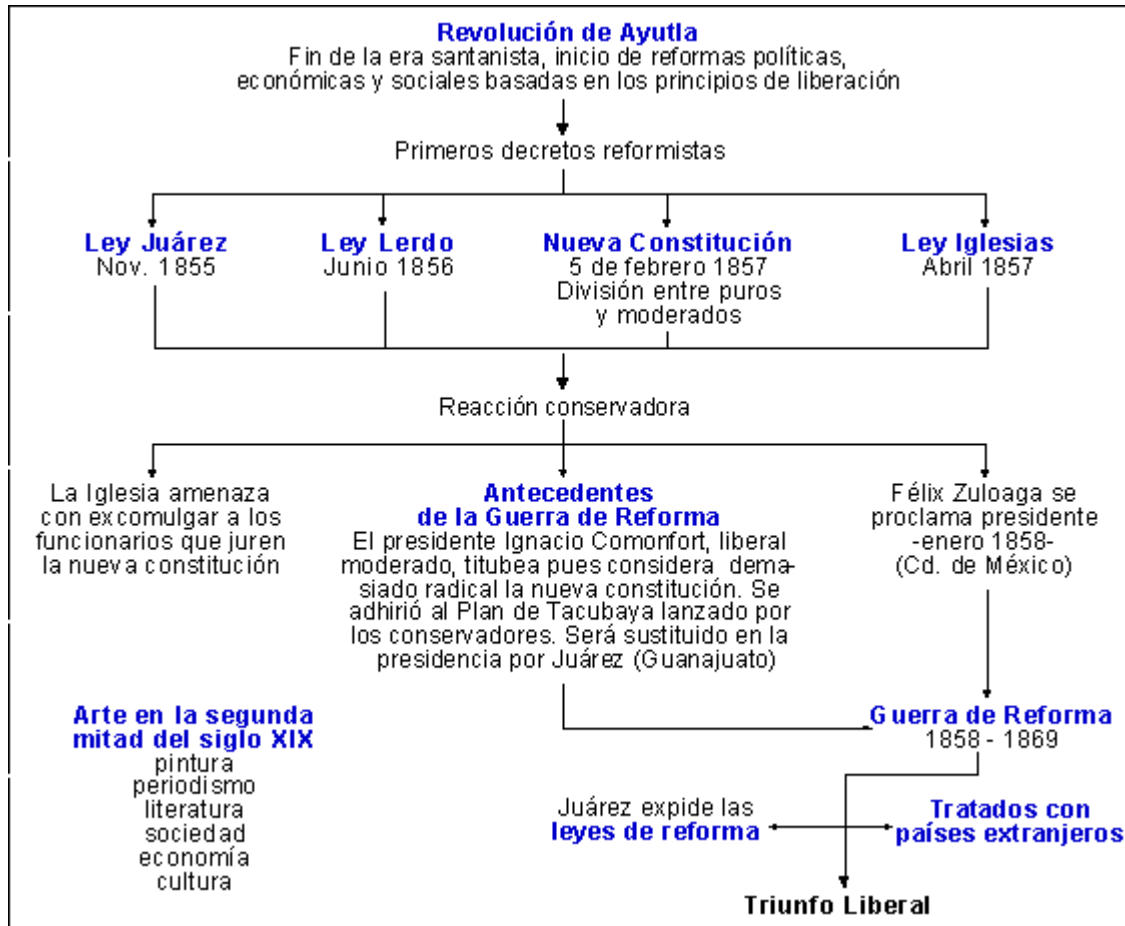 Revolución de Ayutla
Fin de la era santanista, inicio de reformas políticas,
económicas y sociales basadas en los principios de liberación
Primeros decretos reformistas
Ley Juárez
Nov. 1855
Ley Lerdo
Junio 1856
Nueva Constitución
5 de febrero 1857
División entre puros
y moderados
Ley Iglesias
Abril 1857
Reacción conservadora
La Iglesia amenaza
con excomulgar a los
funcionarios que juren
la nueva constitución
Antecedentes
de la Guerra de Reforma
El presidente Ignacio Comonfort, liberal
moderado, titubea pues considera dema-
siado radical la nueva constitución. Se
adhirió al Plan de Tacubaya lanzado por
los conservadores. Será sustituido en la
presidencia por Juárez (Guanajuato)
Félix Zuloaga se
proclama presidente
-enero 1858-
(Cd. de México)
Arte en la segunda
mitad del siglo XIX
pintura
periodismo
literatura
sociedad
economía
cultura
Guerra de Reforma
1858 - 1869
Juárez expide las
leyes de reforma
Tratados con
países extranjeros
Triunfo Liberal